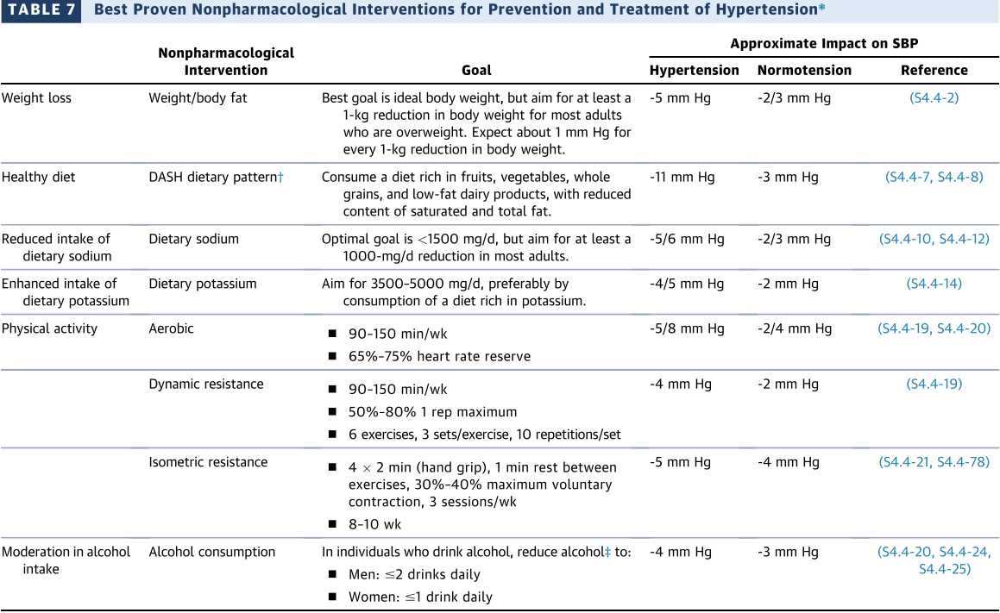 TABLE 7 Best Proven Nonpharmacological Interventions for Prevention and Treatment of Hypertension*
Approximate Impact on SBP
Nonpharmacological
Intervention Goal Hypertension Normotension Reference
Weight loss Weight/body fat Best goal is ideal body weight, but aim for at least a -5 mm Hg -2/3 mm Hg (S4.4-2)
1-kg reduction in body weight for most adults
who are overweight. Expect about 1 mm Hg for
every 1-kg reduction in body weight.
Healthy diet DASH dietary pattern† Consume a diet rich in fruits, vegetables, whole -11 mm Hg -3 mm Hg (S4.4-7, S4.4-8)
grains, and low-fat dairy products, with reduced
content of saturated and total fat.
Reduced intake of Dietary sodium Optimal goal is <1500 mg/d, but aim for at least a -5/6 mm Hg -2/3 mm Hg (S4.4-10, S4.4-12)
dietary sodium 1000-mg/d reduction in most adults.
Enhanced intake of Dietary potassium Aim for 3500–5000 mg/d, preferably by -4/5 mm Hg -2 mm Hg (S4.4-14)
dietary potassium consumption of a diet rich in potassium.
Physical activity Aerobic ■ 90–150 min/wk -5/8 mm Hg -2/4 mm Hg (S4.4-19, S4.4-20)
■ 65%–75% heart rate reserve
Dynamic resistance ■ 90–150 min/wk -4 mm Hg -2 mm Hg (S4.4-19)
■ 50%–80% 1 rep maximum
■ 6 exercises, 3 sets/exercise, 10 repetitions/set
Isometric resistance ■ 4 × 2 min (hand grip), 1 min rest between -5 mm Hg -4 mm Hg (S4.4-21, S4.4-78)
exercises, 30%–40% maximum voluntary
contraction, 3 sessions/wk
■ 8–10 wk
Moderation in alcohol Alcohol consumption In individuals who drink alcohol, reduce alcohol‡ to: -4 mm Hg -3 mm Hg (S4.4-20, S4.4-24,
intake ■ Men: ≤2 drinks daily S4.4-25)
■ Women: ≤1 drink daily